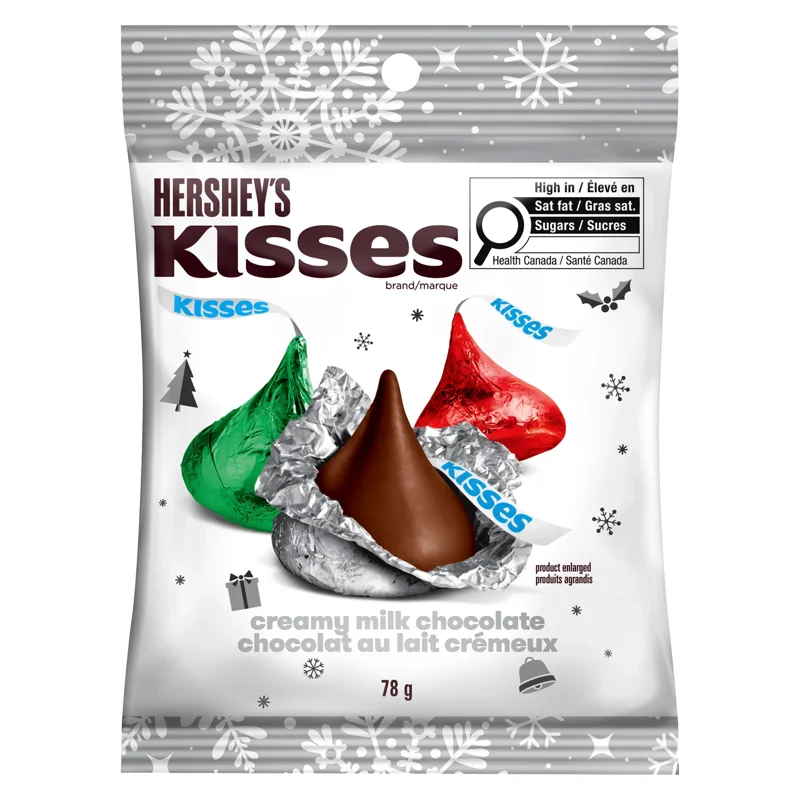 HERSHEY'S
KISSES
brand/marque
High in / Élevé en
Sat fat / Gras sat.
Sugars / Sucres
Health Canada / Santé Canada
KISSES
KISSES
KISSES
product enlarged
produits agrandis
creamy milk chocolate
chocolat au lait crémeux
78 g